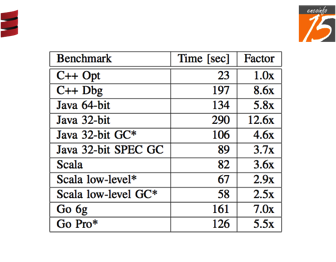 cenoinfo
15
Benchmark Time [sec] Factor
C++ Opt 23 1.0x
C++ Dbg 197 8.6x
Java 64-bit 134 5.8x
Java 32-bit 290 12.6x
Java 32-bit GC* 106 4.6x
Java 32-bit SPEC GC 89 3.7x
Scala 82 3.6x
Scala low-level* 67 2.9x
Scala low-level GC* 58 2.5x
Go 6g 161 7.0x
Go Pro* 126 5.5x